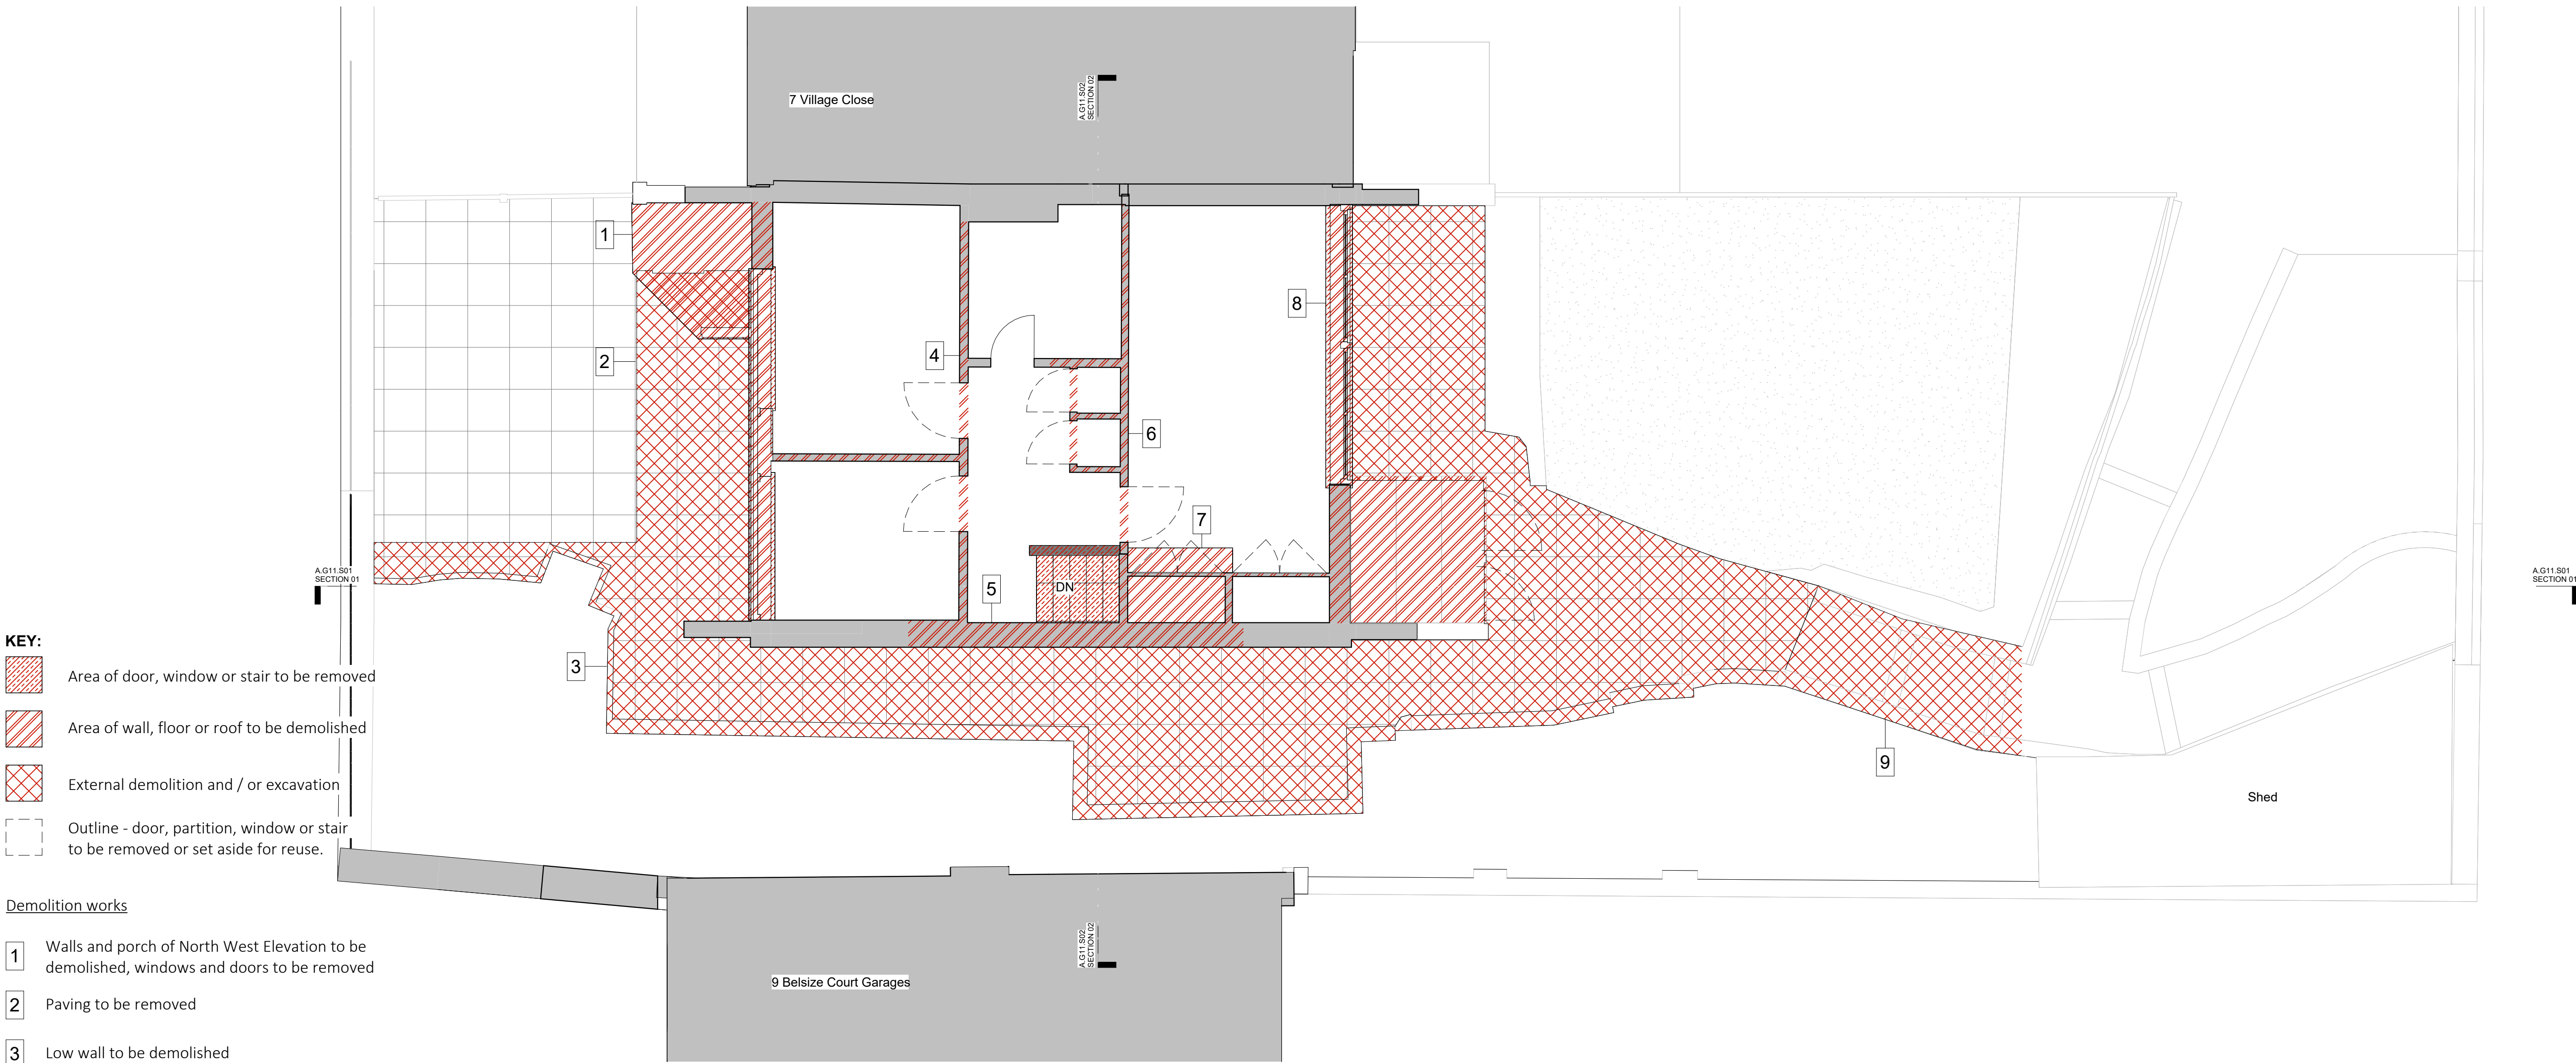 7 Village Close
A.G11.S02
SECTION 02
1
2
3
4
5
6
7
8
9
DN
A.G11.S01
SECTION 01
A.G11.S01
SECTION 01
Shed
A.G11.S02
SECTION 02
9 Belsize Court Garages
KEY:
Area of door, window or stair to be removed
Area of wall, floor or roof to be demolished
External demolition and / or excavation
Outline - door, partition, window or stair
to be removed or set aside for reuse.
Demolition works
1 Walls and porch of North West Elevation to be
demolished, windows and doors to be removed
2 Paving to be removed
3 Low wall to be demolished